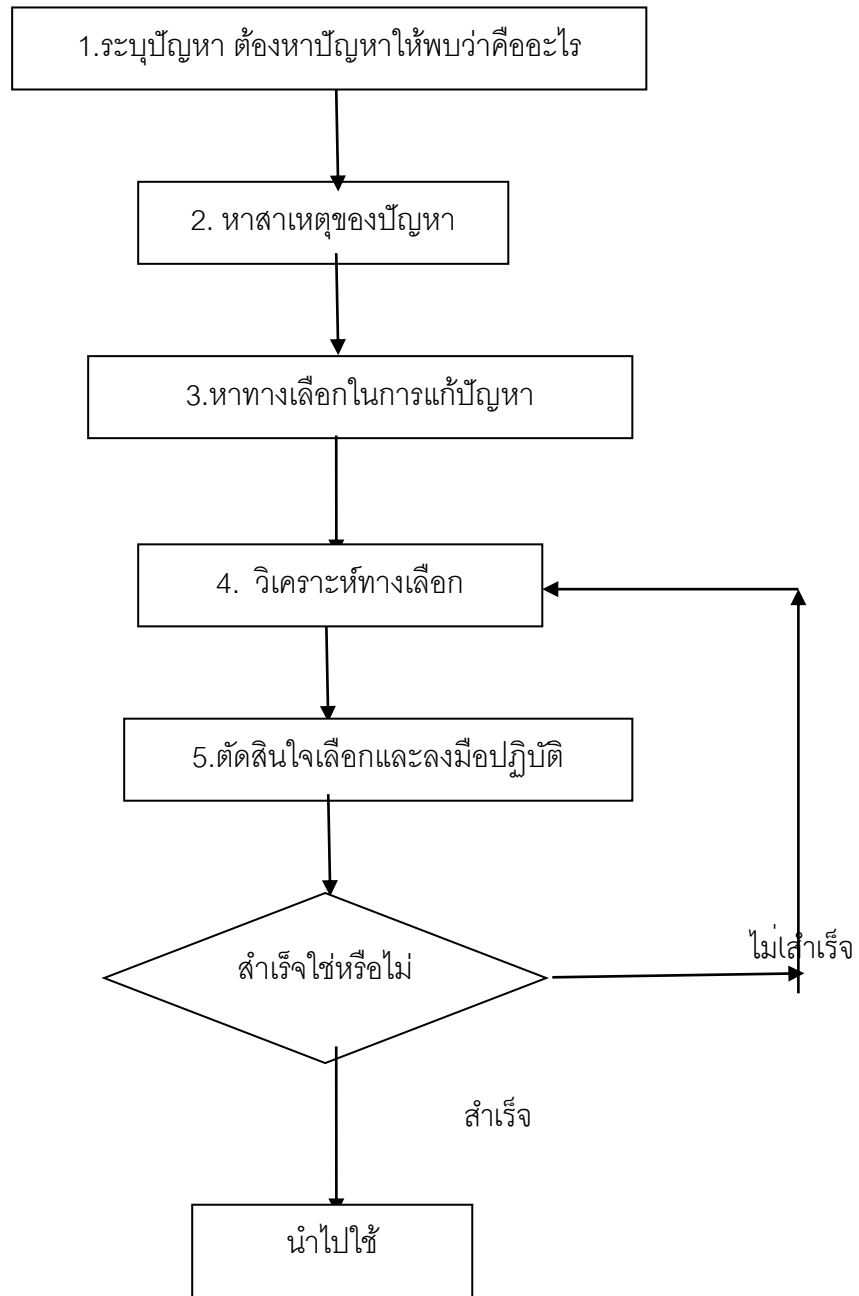 1.ระบุปัญหา ต้องหาปัญหาให้พบว่าคืออะไร
2. หาสาเหตุของปัญหา
3.หาทางเลือกในการแก้ปัญหา
4. วิเคราะห์ทางเลือก
5.ตัดสินใจเลือกและลงมือปฏิบัติ
สำเร็จใช่หรือไม่
ไม่เสำเร็จ
สำเร็จ
นำไปใช้